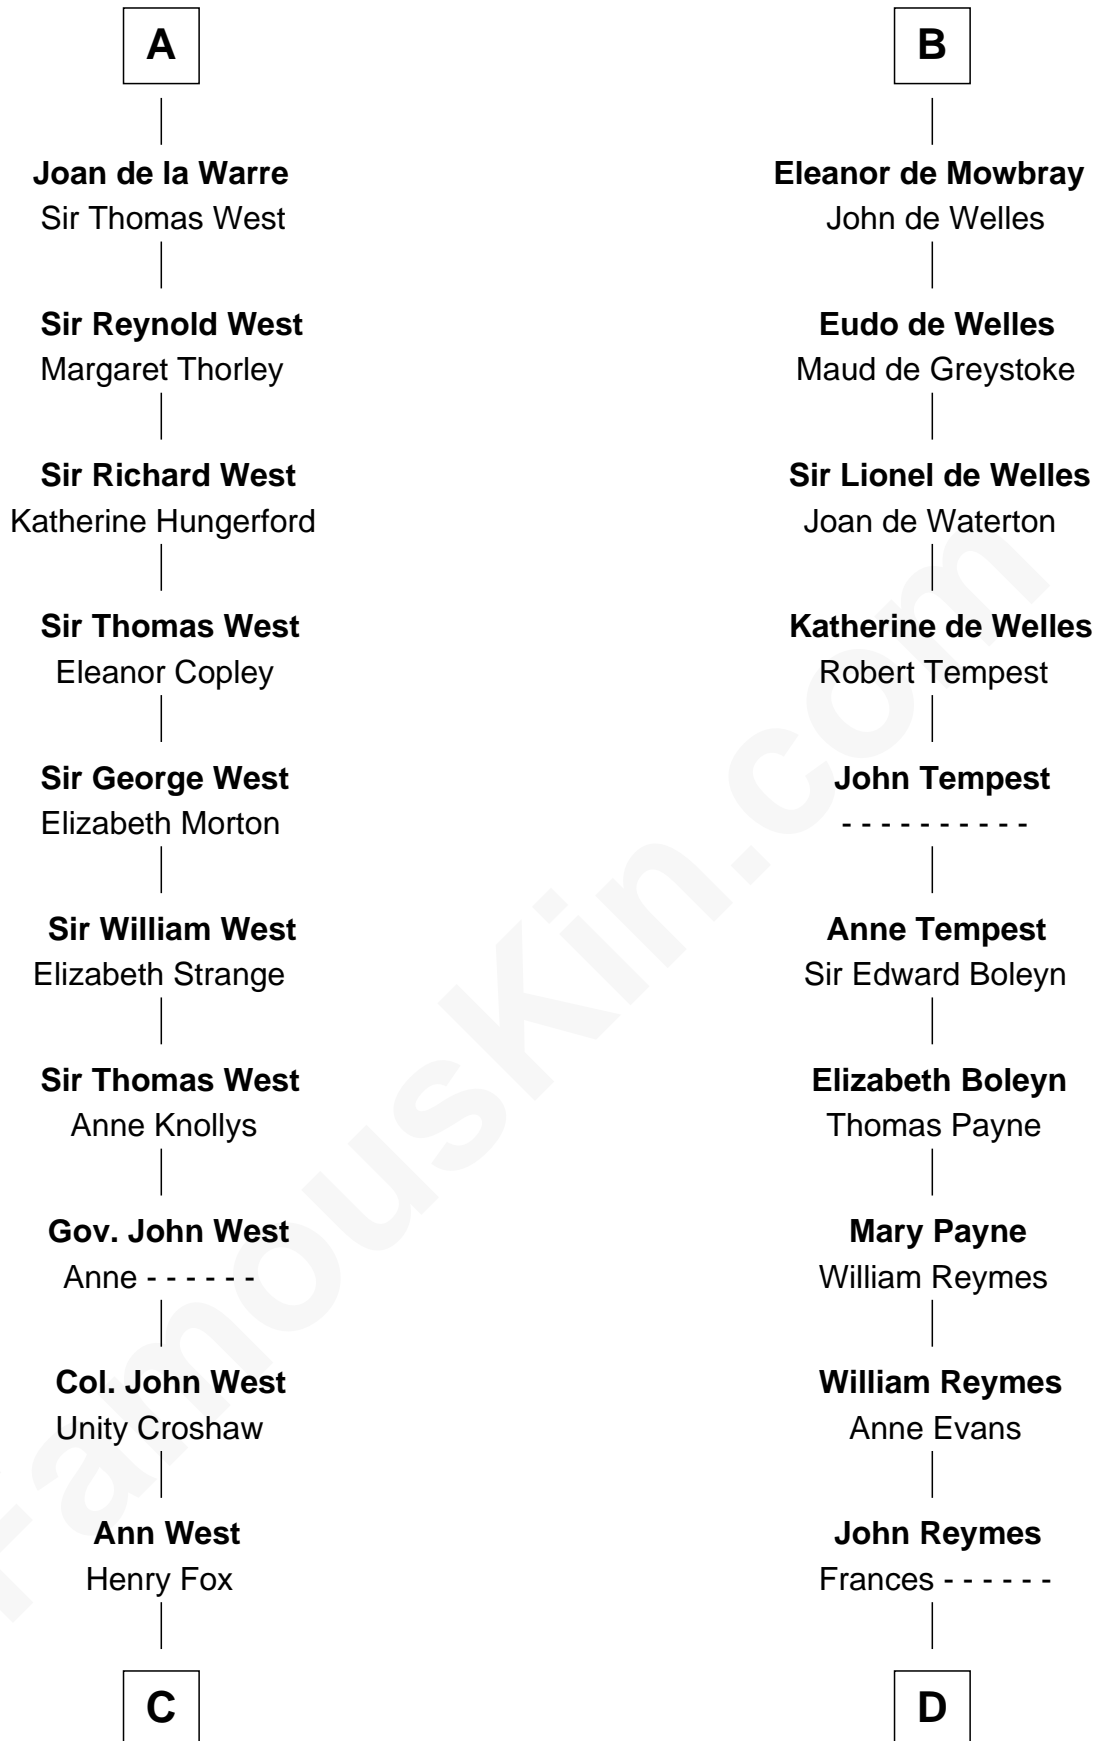 A
Joan de la Warre
Sir Thomas West
Sir Reynold West
Margaret Thorley
Sir Richard West
Katherine Hungerford
Sir Thomas West
Eleanor Copley
Sir George West
Elizabeth Morton
Sir William West
Elizabeth Strange
Sir Thomas West
Anne Knollys
Gov. John West
Anne - - - - - -
Col. John West
Unity Croshaw
Ann West
Henry Fox
C
B
Eleanor de Mowbray
John de Welles
Eudo de Welles
Maud de Greystoke
Sir Lionel de Welles
Joan de Waterton
Katherine de Welles
Robert Tempest
John Tempest
- - - - - - - - - -
Anne Tempest
Sir Edward Boleyn
Elizabeth Boleyn
Thomas Payne
Mary Payne
William Reymes
William Reymes
Anne Evans
John Reymes
Frances - - - - - -
D
FamousKin.com